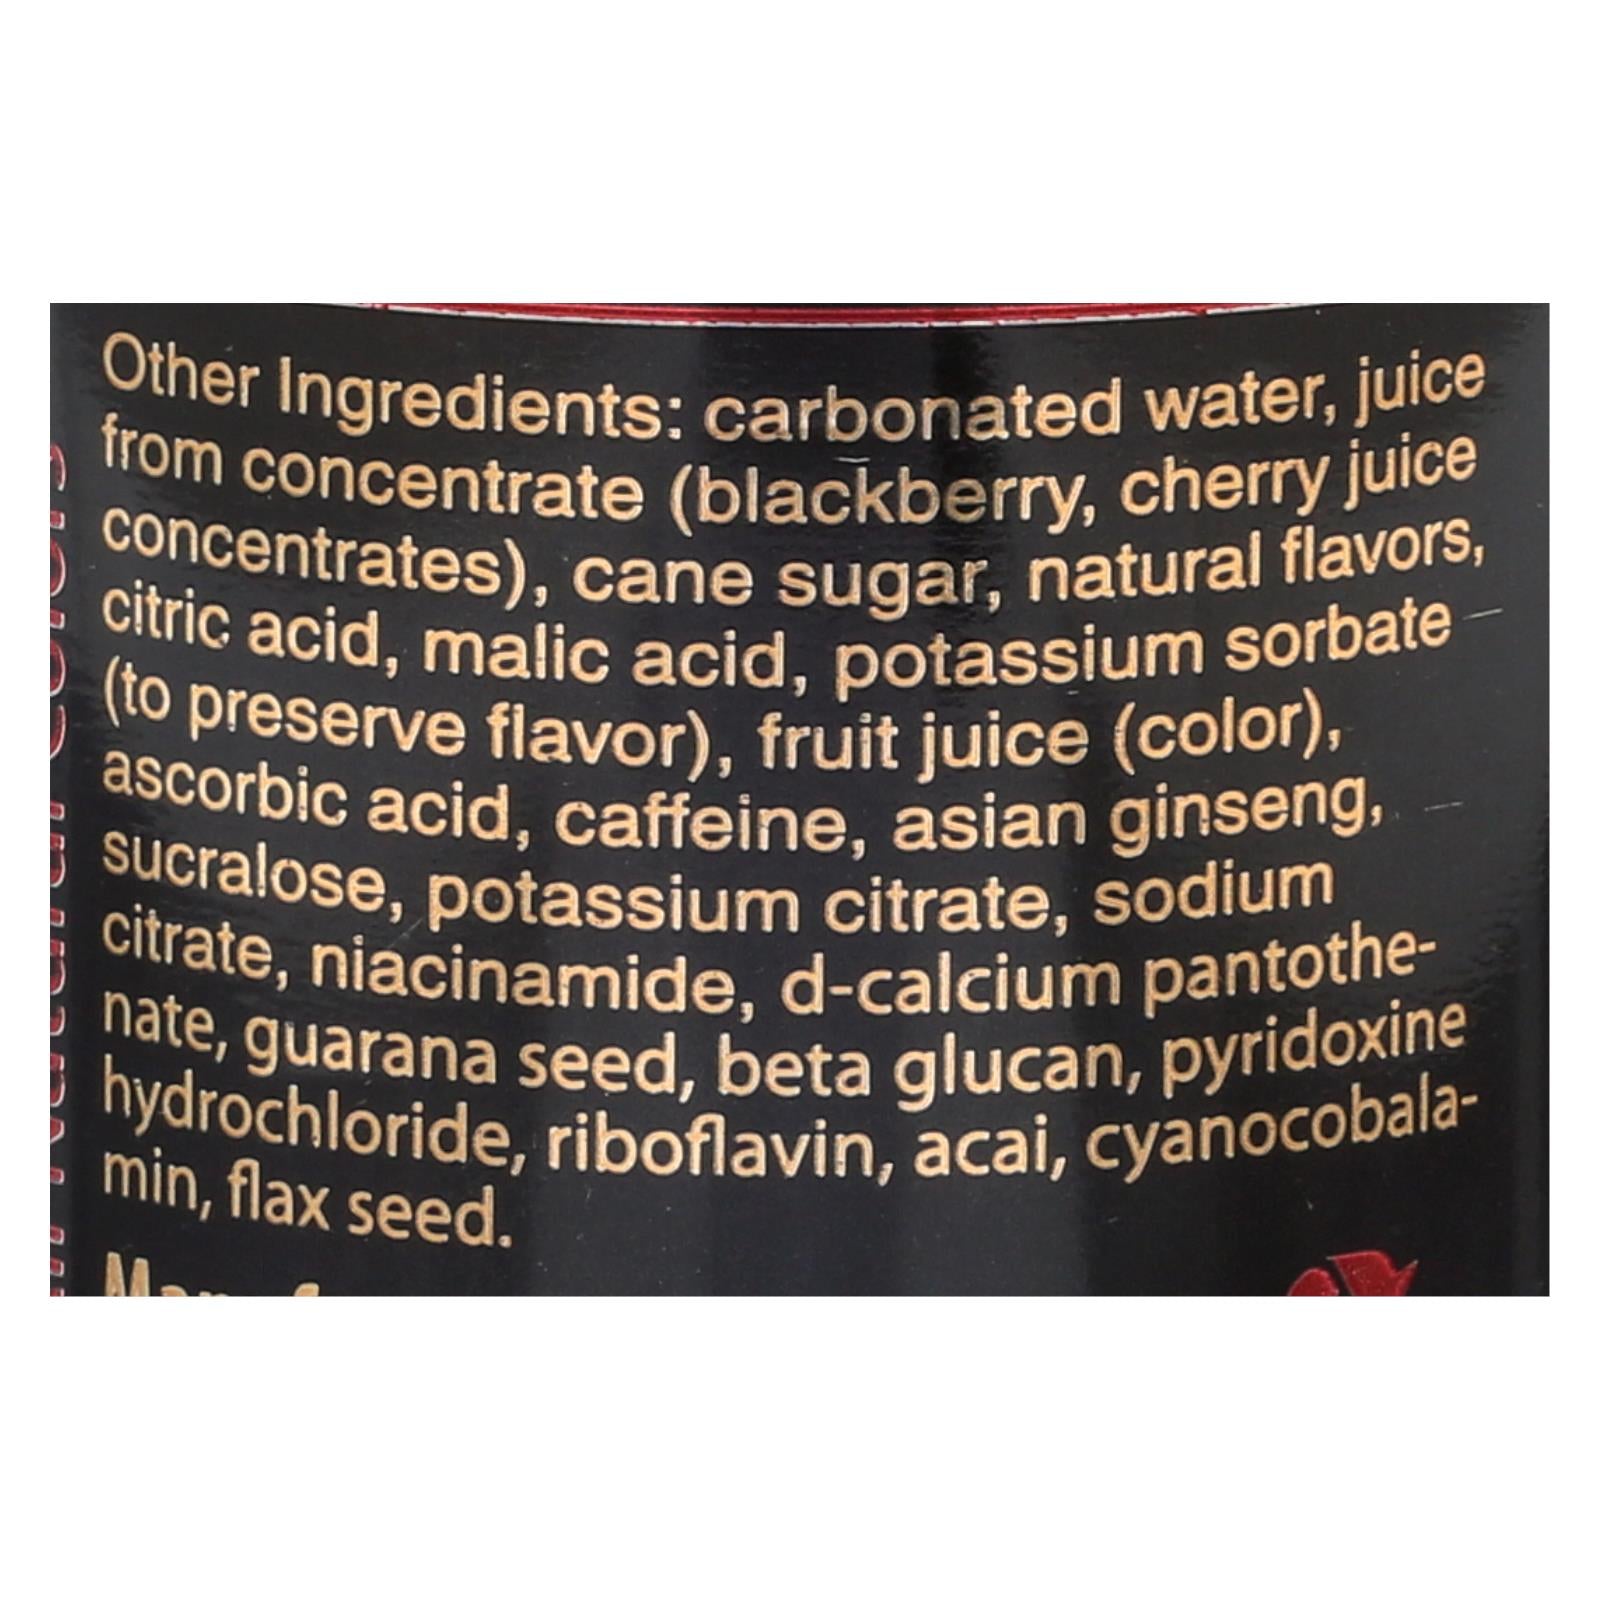 Other Ingredients: carbonated water, juice
from concentrate (blackberry, cherry juice
concentrates), cane sugar, natural flavors,
citric acid, malic acid, potassium sorbate
(to preserve flavor), fruit juice (color),
ascorbic acid, caffeine, asian ginseng,
sucralose, potassium citrate, sodium
citrate, niacinamide, d-calcium pantothe-
nate, guarana seed, beta glucan, pyridoxine
hydrochloride, riboflavin, acai, cyanocobala-
min, flax seed.